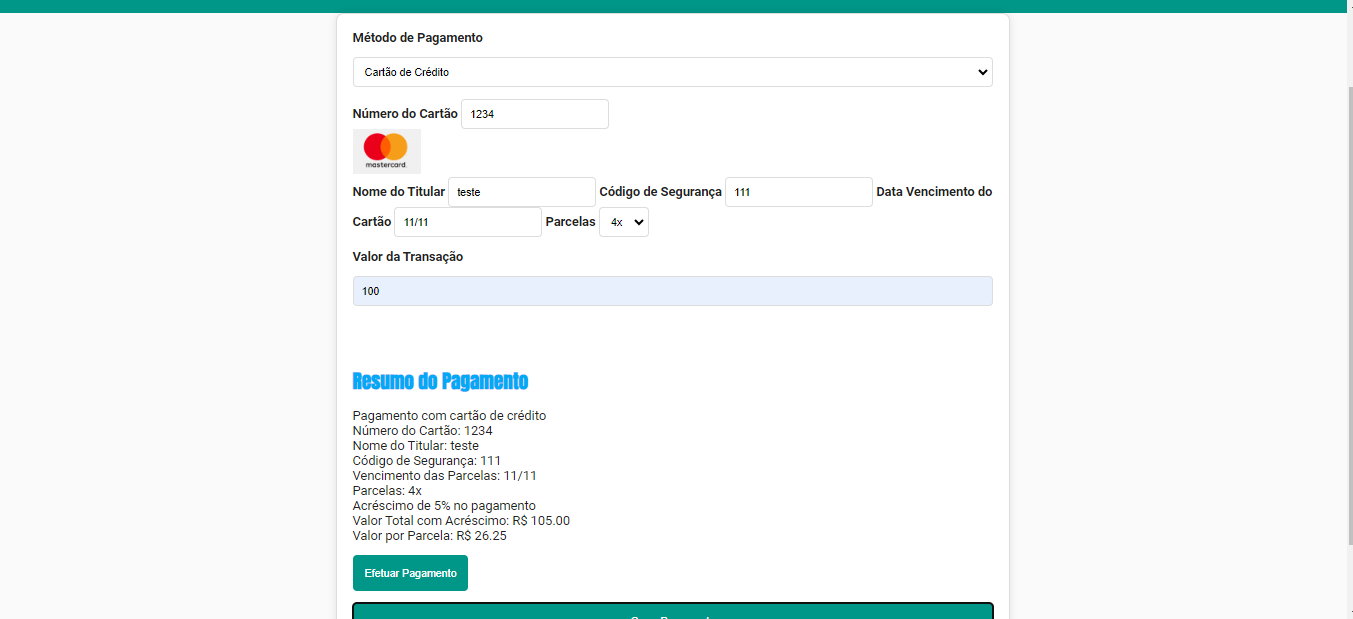 Método de Pagamento
Cartão de Crédito
Número do Cartão 1234
mastercard.
Nome do Titular teste Código de Segurança 111 Data Vencimento do
Cartão 11/11 Parcelas 4x
Valor da Transação
100
Resumo do Pagamento
Pagamento com cartão de crédito
Número do Cartão: 1234
Nome do Titular: teste
Código de Segurança: 111
Vencimento das Parcelas: 11/11
Parcelas: 4x
Acréscimo de 5% no pagamento
Valor Total com Acréscimo: R$ 105.00
Valor por Parcela: R$ 26.25
Efetuar Pagamento